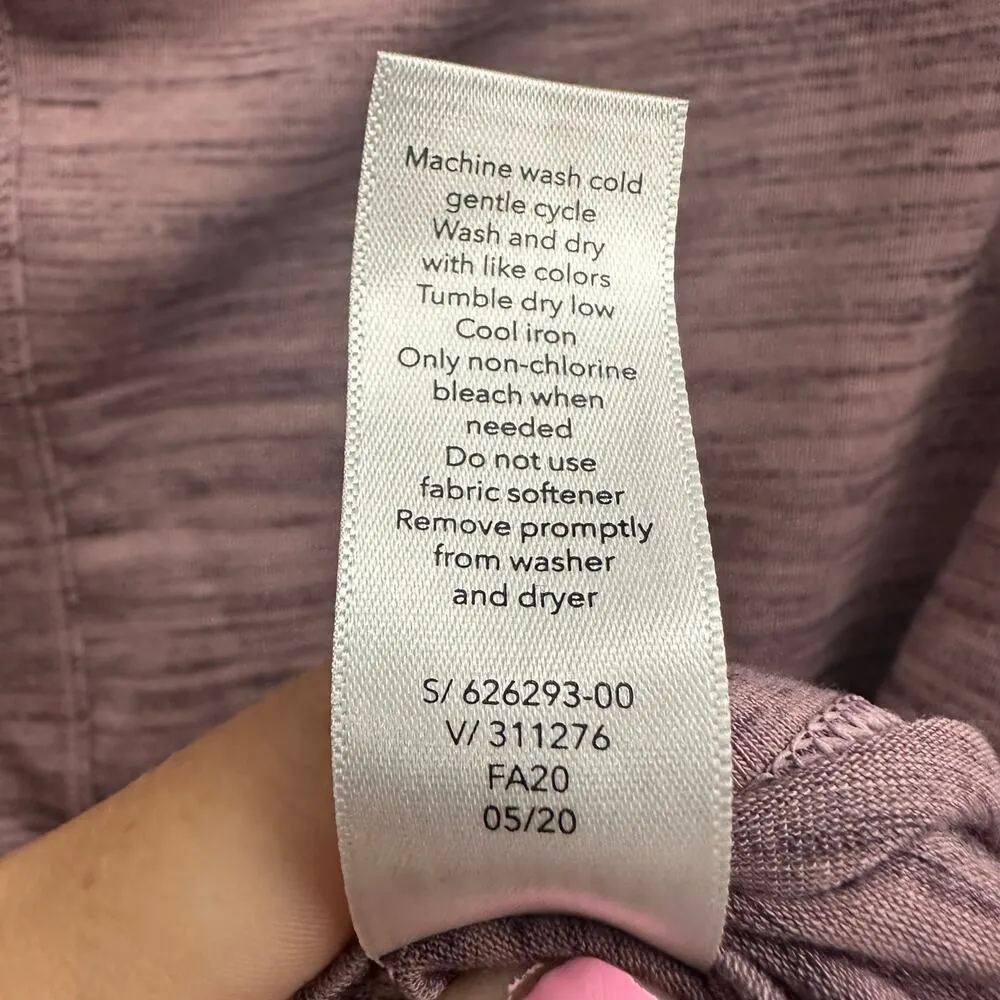 Machine wash cold
gentle cycle
Wash and dry
with like colors
Tumble dry low
Cool iron
Only non-chlorine
bleach when
needed
Do not use
fabric softener
Remove promptly
from washer
and dryer
S/ 626293-00
V/ 311276
FA20
05/20